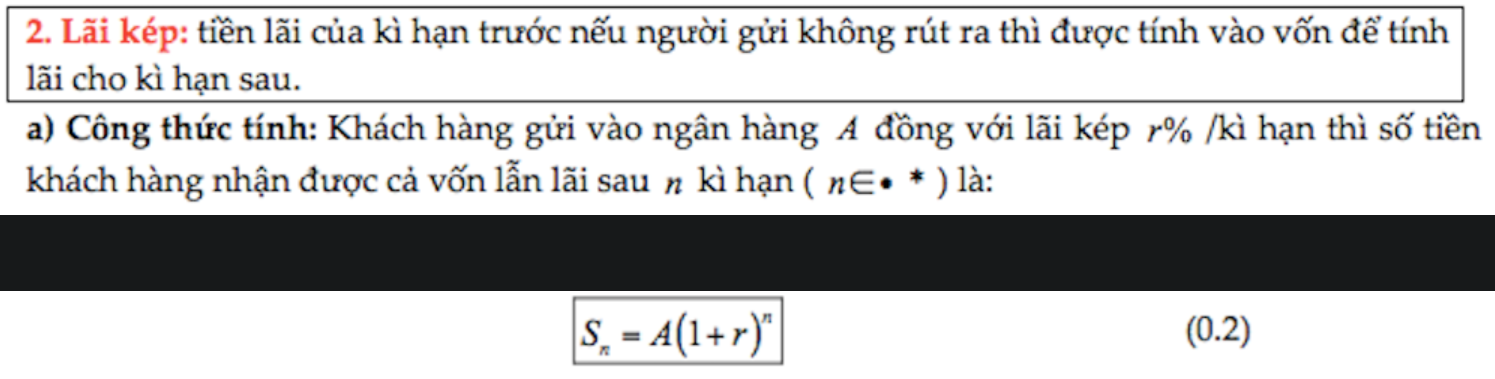 2. Lãi kép: tiền lãi của kì hạn trước nếu người gửi không rút ra thì được tính vào vốn để tính
lãi cho kì hạn sau.
a) Công thức tính: Khách hàng gửi vào ngân hàng A đồng với lãi kép r% /kì hạn thì số tiền
khách hàng nhận được cả vốn lẫn lãi sau n kì hạn ( n∈• * ) là:
Sₙ = A(1+r)ⁿ (0.2)